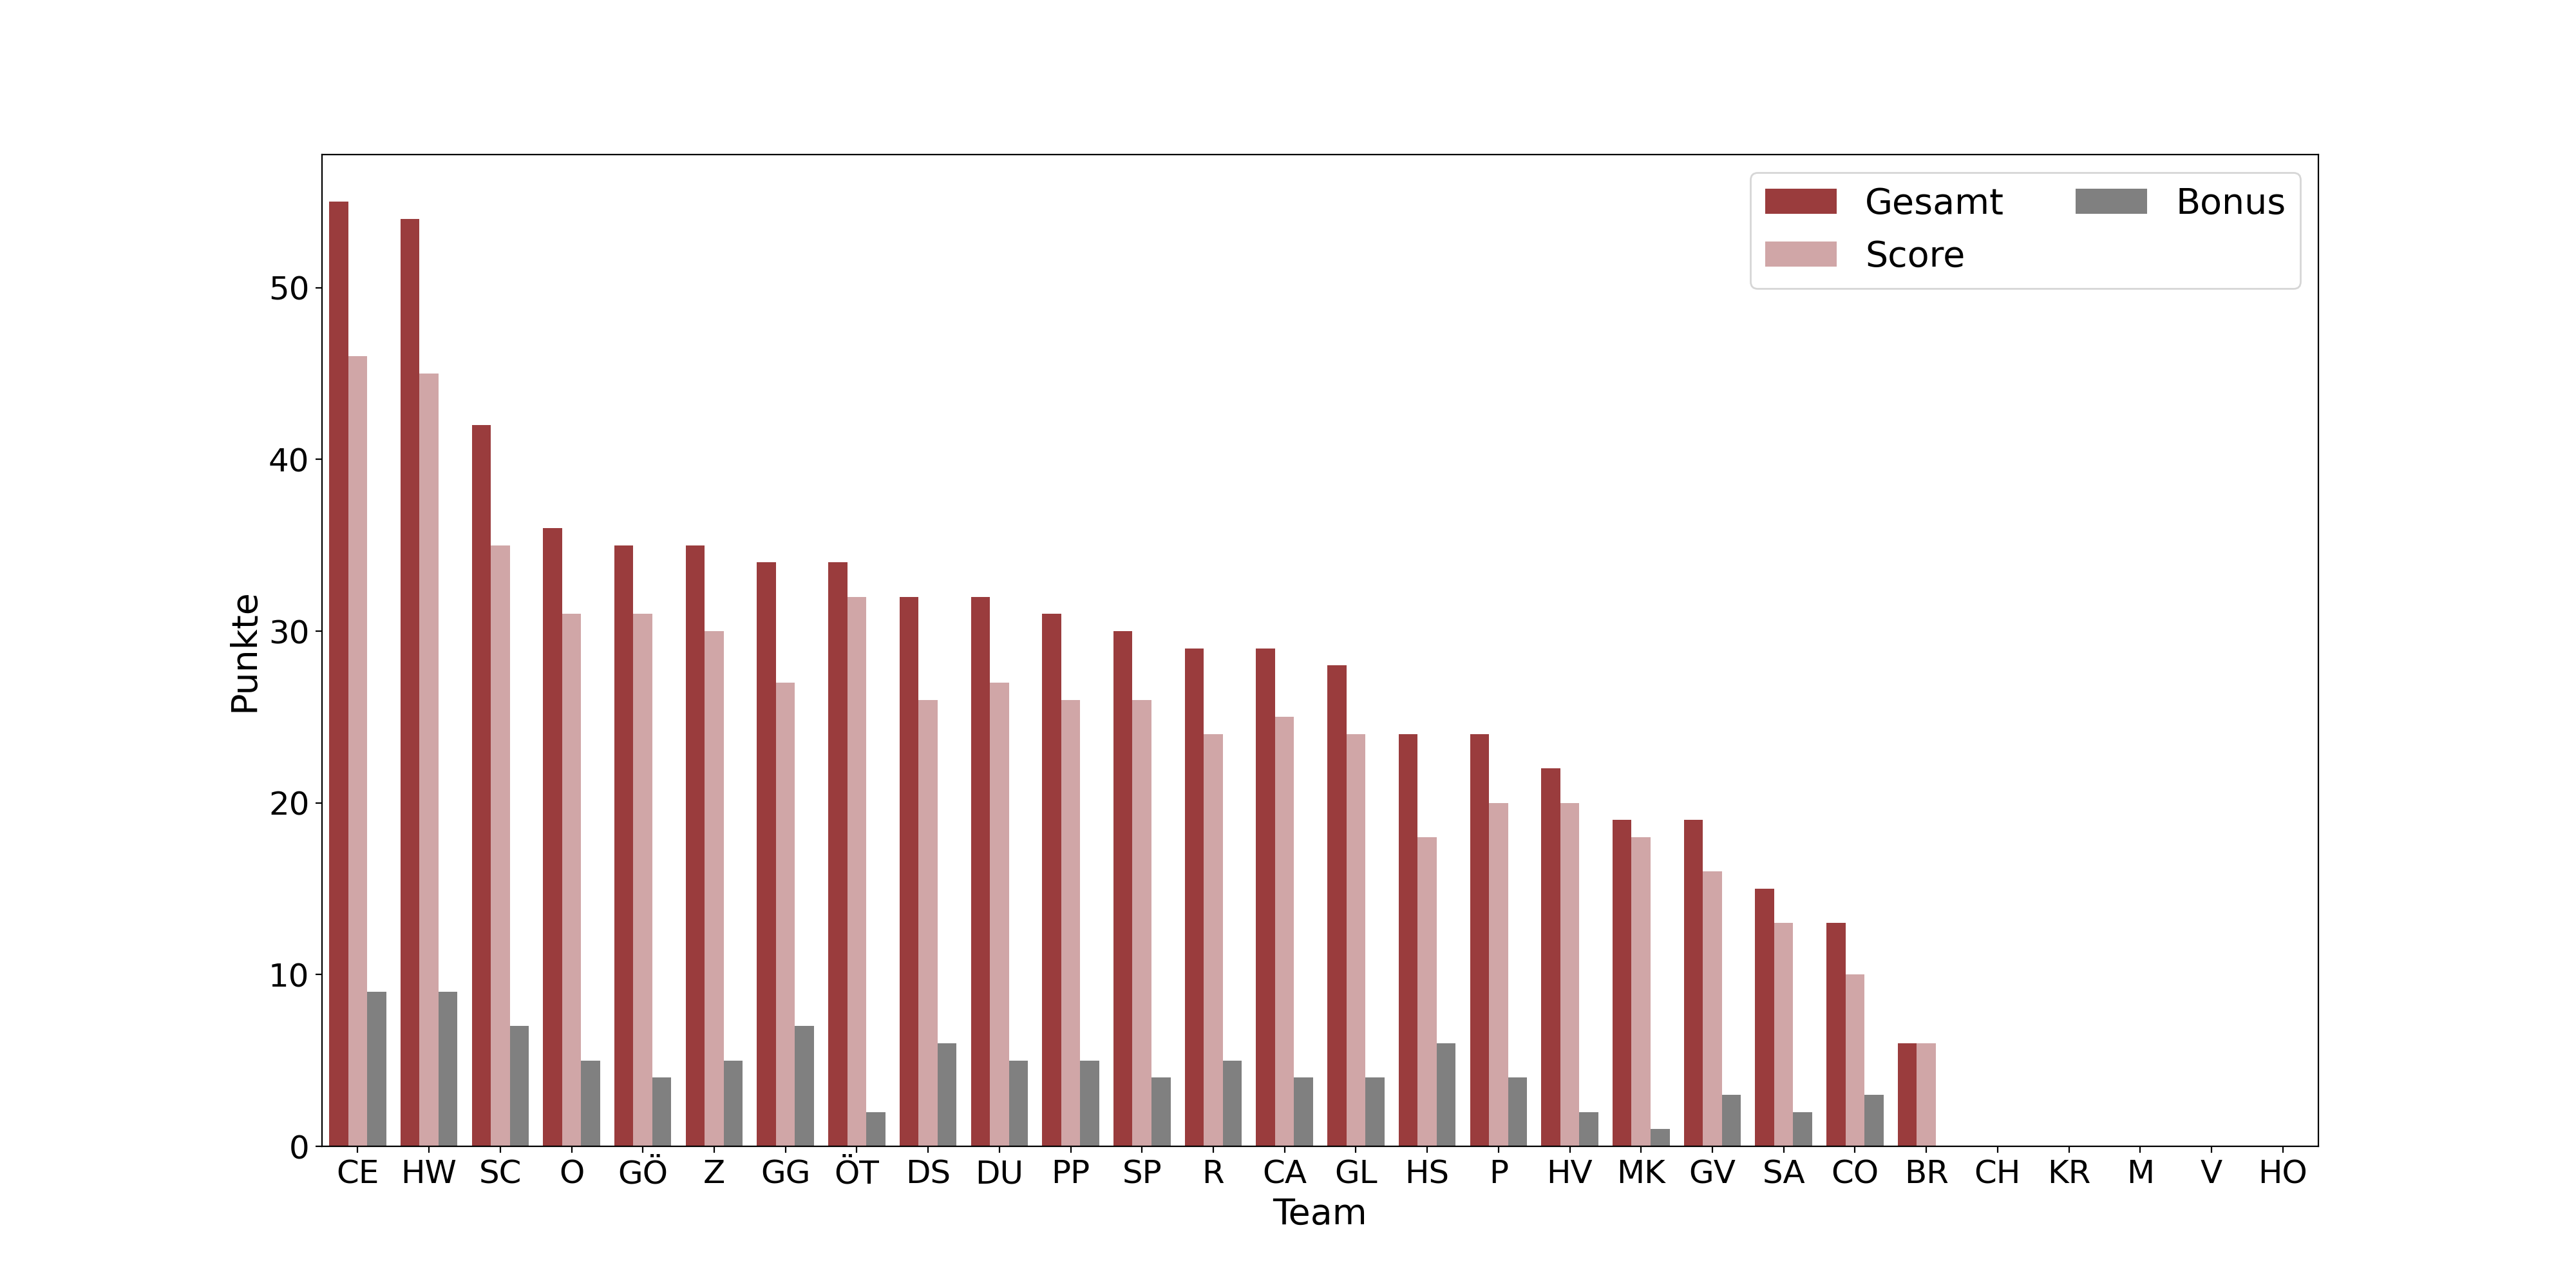 Gesamt
Score
Bonus
Punkte
50
40
30
20
10
0
CE HW SC O GÖ Z GG ÖT DS DU PP SP R CA GL HS P HV MK GV SA CO BR CH KR M V HO
Team